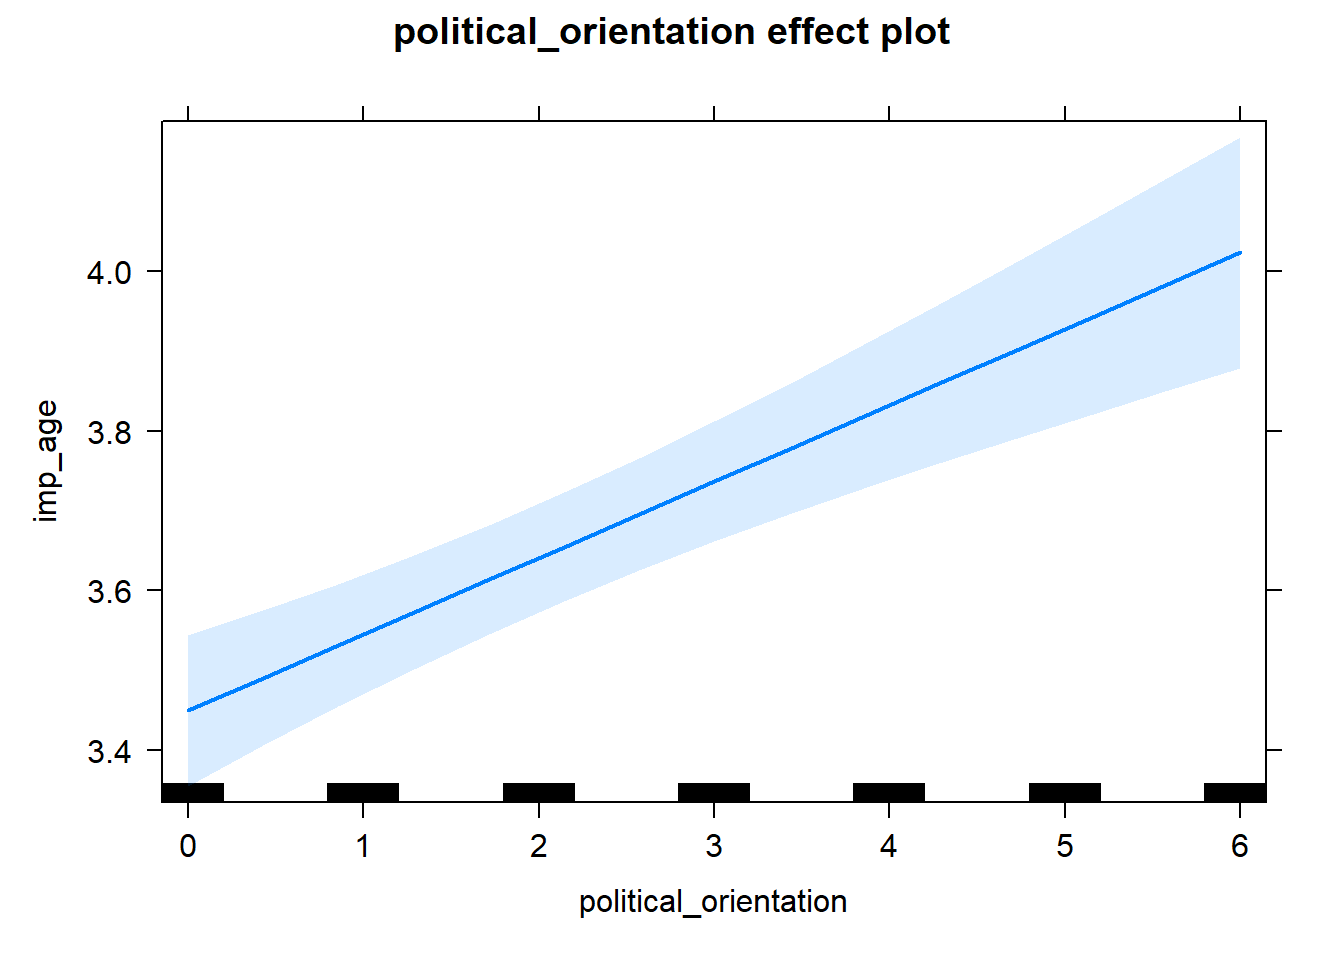 political_orientation effect plot
4.0
3.8
3.6
3.4
imp_age
0 1 2 3 4 5 6
political_orientation